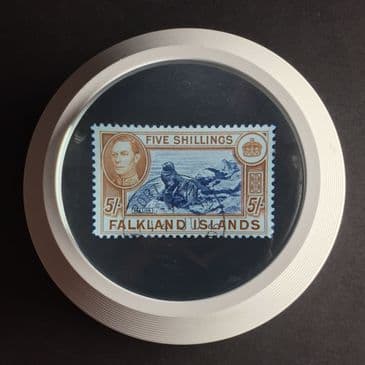 FIVE SHILLINGS
5/- 5/-
FALKLAND ISLANDS